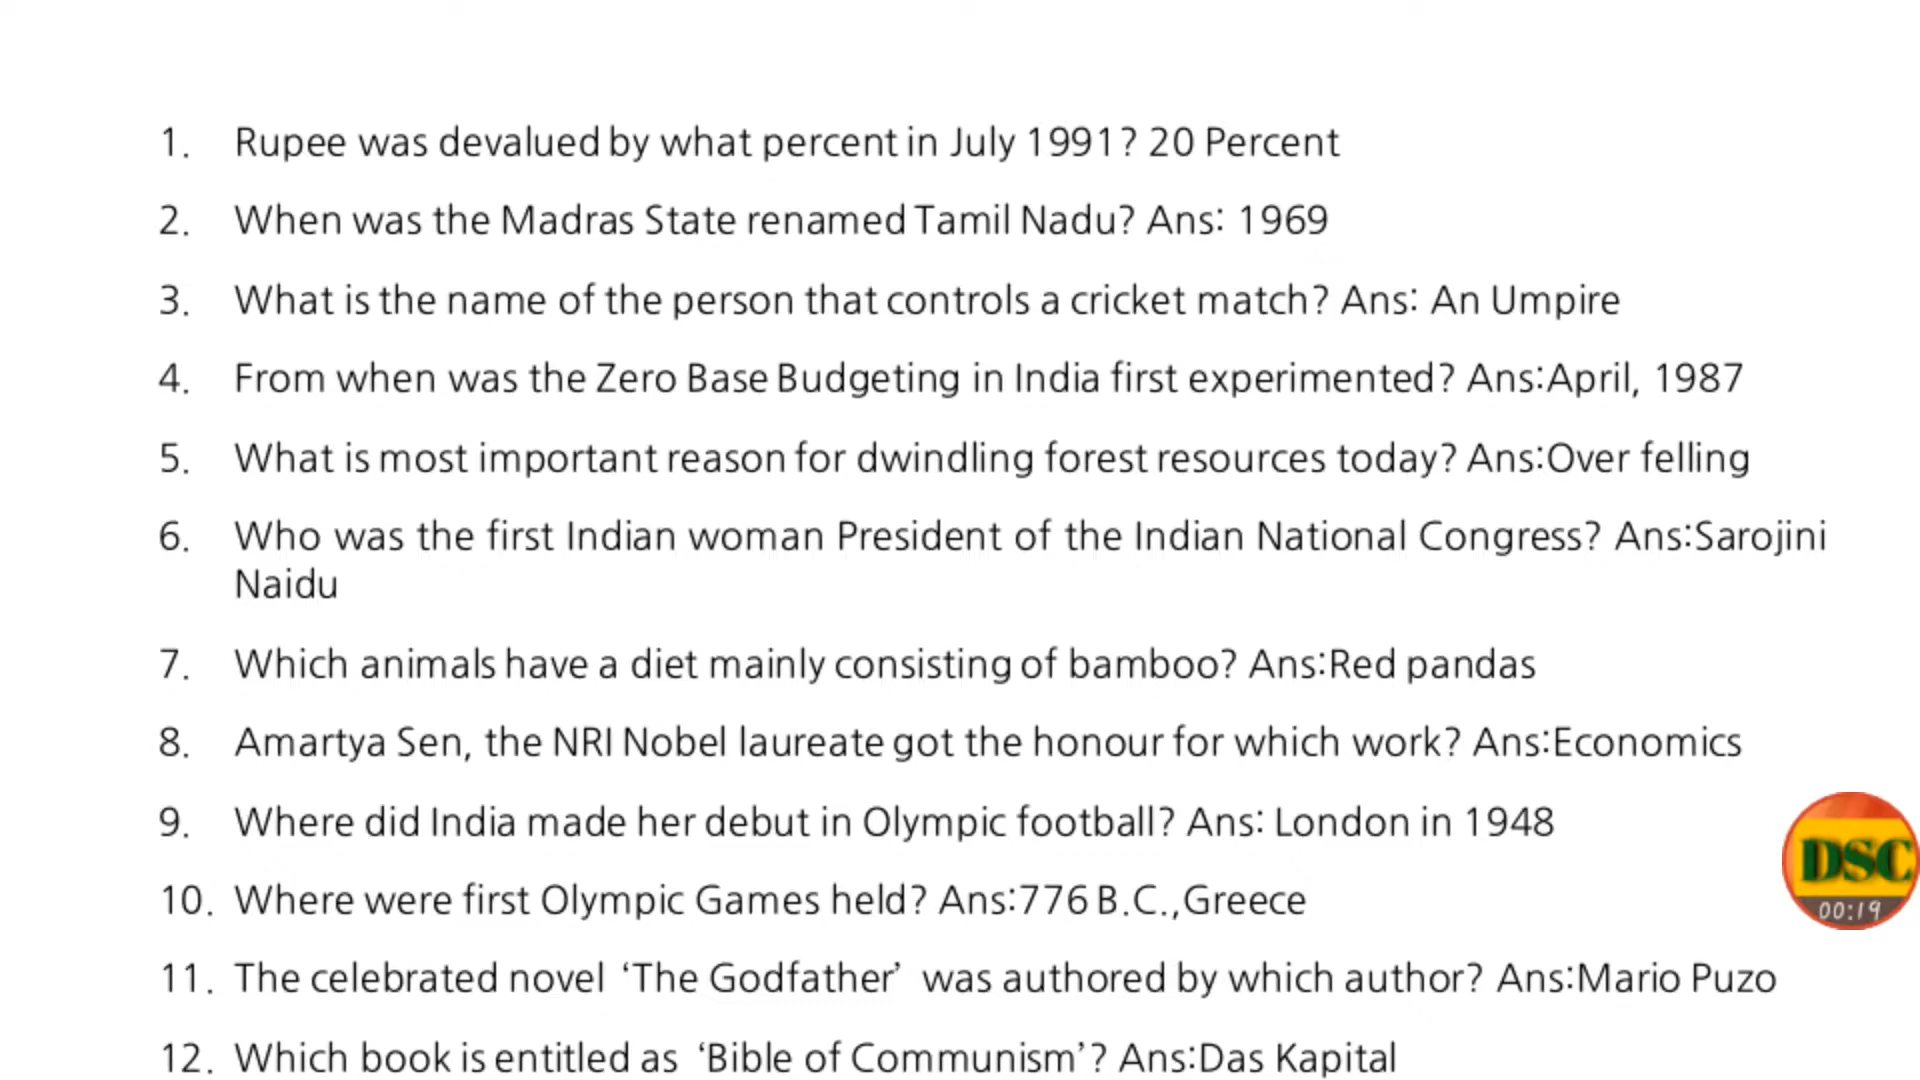 1. Rupee was devalued by what percent in July 1991? 20 Percent
2. When was the Madras State renamed Tamil Nadu? Ans: 1969
3. What is the name of the person that controls a cricket match? Ans: An Umpire
4. From when was the Zero Base Budgeting in India first experimented? Ans:April, 1987
5. What is most important reason for dwindling forest resources today? Ans:Over felling
6. Who was the first Indian woman President of the Indian National Congress? Ans:Sarojini
Naidu
7. Which animals have a diet mainly consisting of bamboo? Ans:Red pandas
8. Amartya Sen, the NRI Nobel laureate got the honour for which work? Ans:Economics
9. Where did India made her debut in Olympic football? Ans: London in 1948
DSC
00:19
10. Where were first Olympic Games held? Ans:776 B.C.,Greece
11. The celebrated novel ‘The Godfather’ was authored by which author? Ans:Mario Puzo
12. Which book is entitled as ‘Bible of Communism’? Ans:Das Kapital